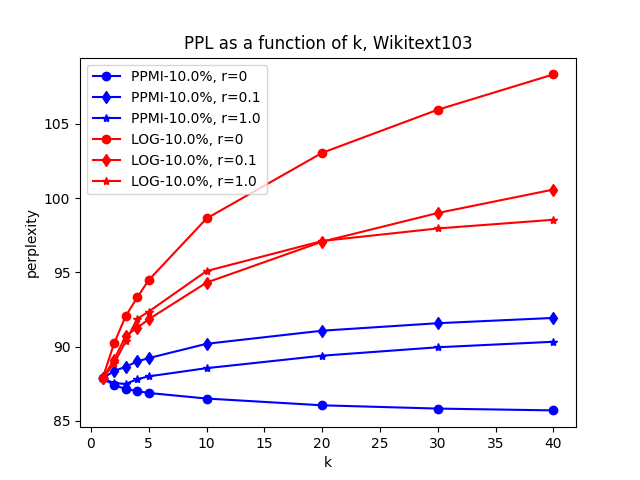 PPL as a function of k, Wikitext103
PPMI-10.0%, r=0
PPMI-10.0%, r=0.1
PPMI-10.0%, r=1.0
LOG-10.0%, r=0
LOG-10.0%, r=0.1
LOG-10.0%, r=1.0
perplexity
105
100
95
90
85
0 5 10 15 20 25 30 35 40
k